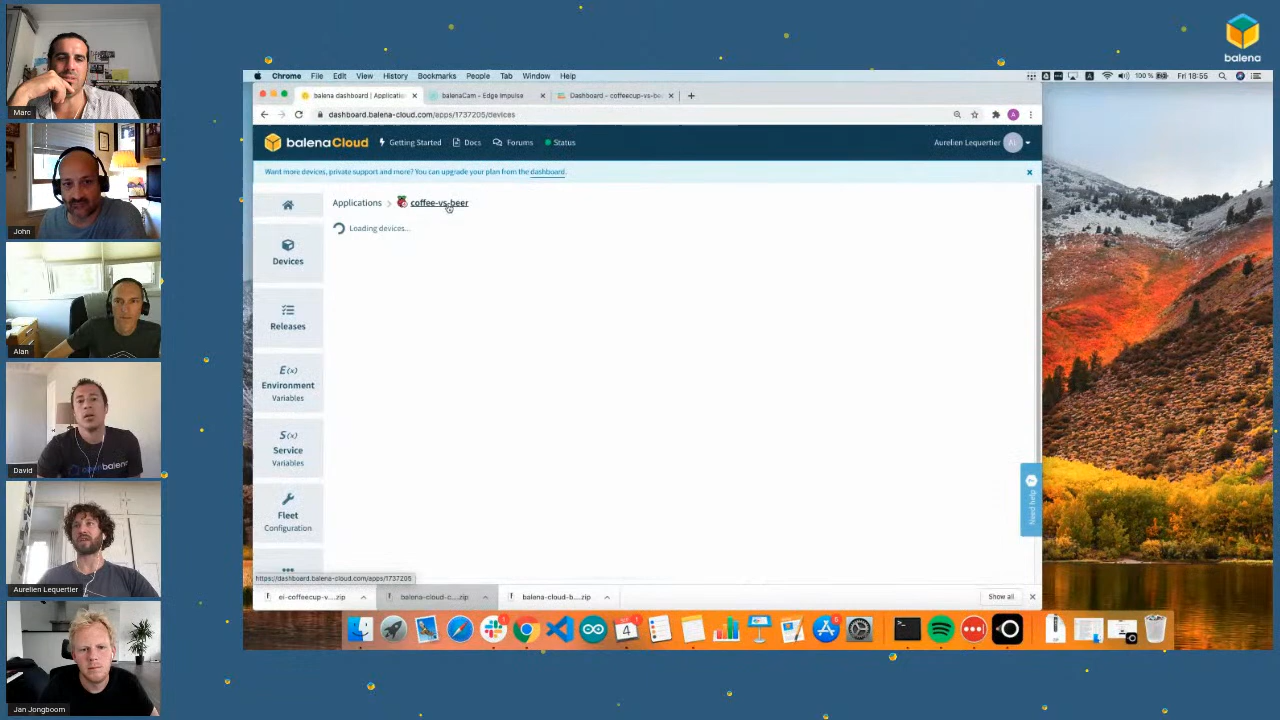 Marc
John
Alan
David
Aurelien Lequertier
Jan Jongboom
balena
Chrome File Edit View History Bookmarks People Tab Window Help
100 % Fri 18:55
balena dashboard | Applicatio
balenaCam - Edge Impulse
Dashboard - coffeecup-vs-be
dashboard.balena-cloud.com/apps/1737205/devices
balenaCloud Getting Started Docs Forums Status
Aurelien Lequertier
Want more devices, private support and more? You can upgrade your plan from the dashboard.
Applications > coffee-vs-beer
Loading devices...
Devices
Releases
E(x)
Environment
Variables
S(x)
Service
Variables
Fleet
Configuration
Need help
https://dashboard.balena-cloud.com/apps/1737205
ei-coffeecup-v....zip
balena-cloud-c....zip
balena-cloud-b....zip
Show all